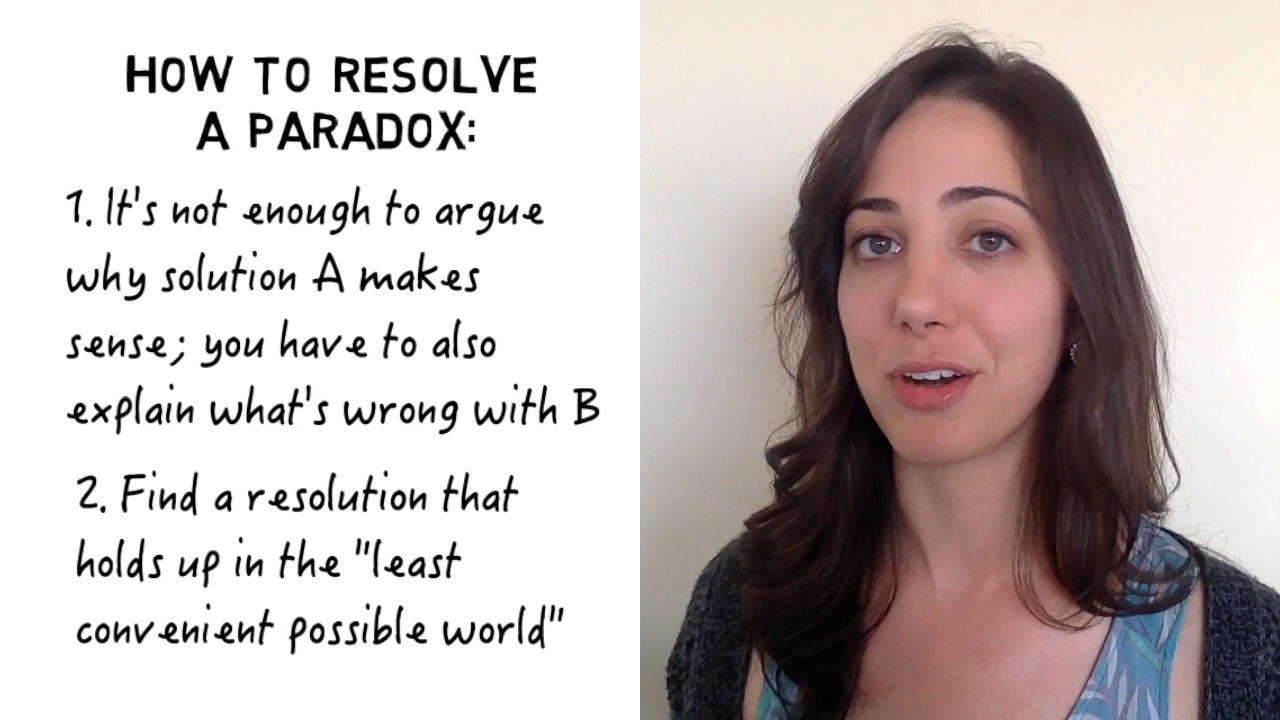 HOW TO RESOLVE
A PARADOX:
1. It's not enough to argue
why solution A makes
sense; you have to also
explain what's wrong with B
2. Find a resolution that
holds up in the "least
convenient possible world"